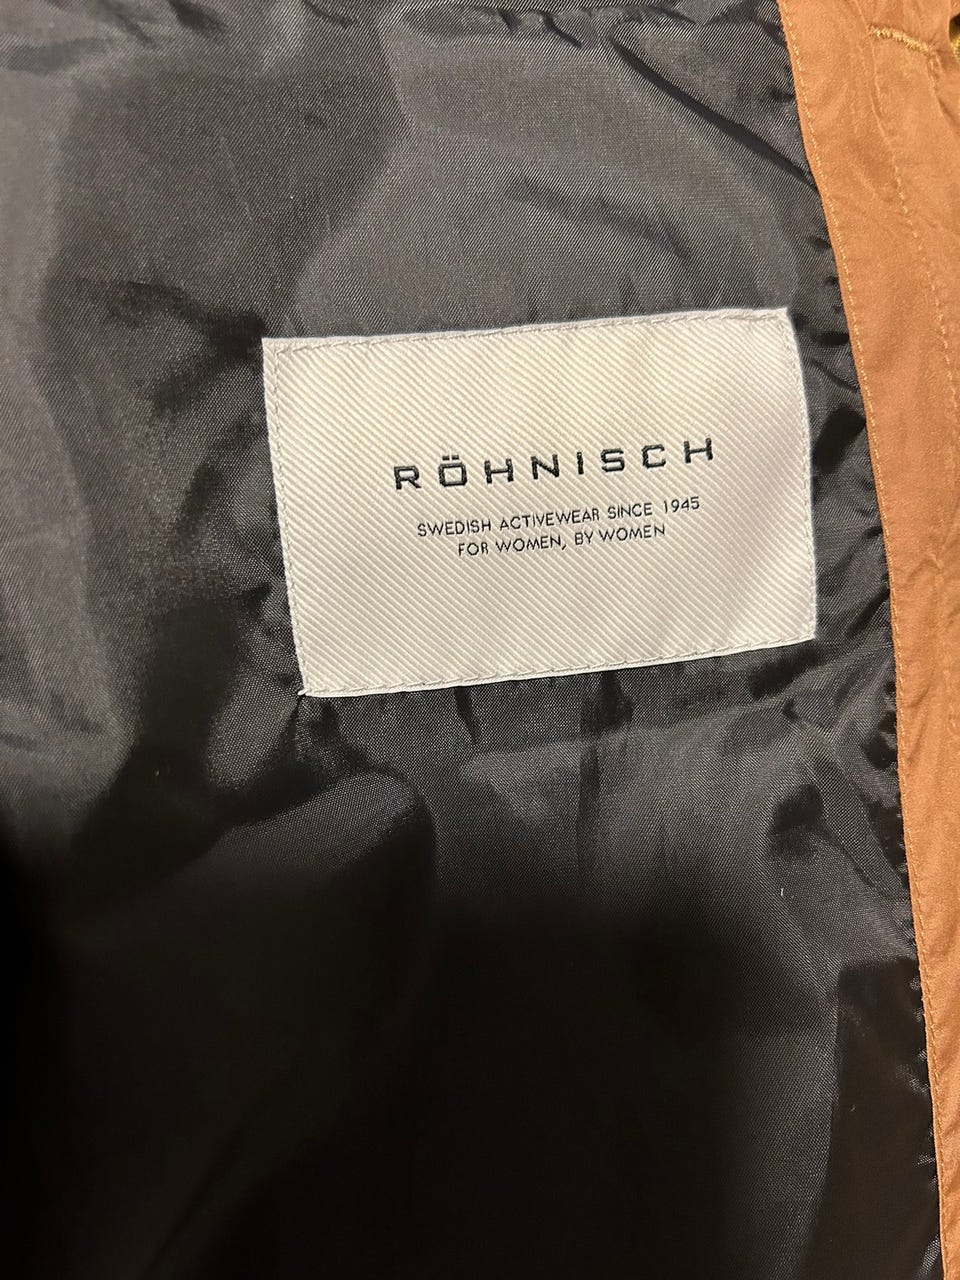 RÖHNISCH
SWEDISH ACTIVEWEAR SINCE 1945
FOR WOMEN, BY WOMEN